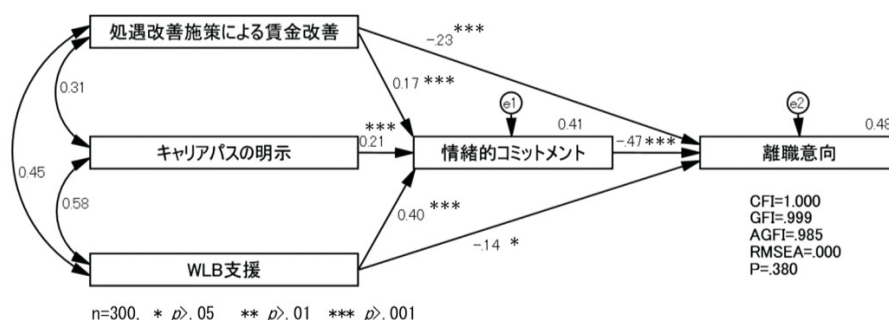 処遇改善施策による賃金改善
-.23 ***
0.17 ***
0.31
e1
e2
***
0.41
0.48
0.21
キャリアパスの明示
情緒的コミットメント
-.47 ***
離職意向
0.45
0.58
0.40 ***
-.14 *
WLB支援
CFI=1.000
GFI=.999
AGFI=.985
RMSEA=.000
P=.380
n=300, * p>.05 ** p>.01 *** p>.001